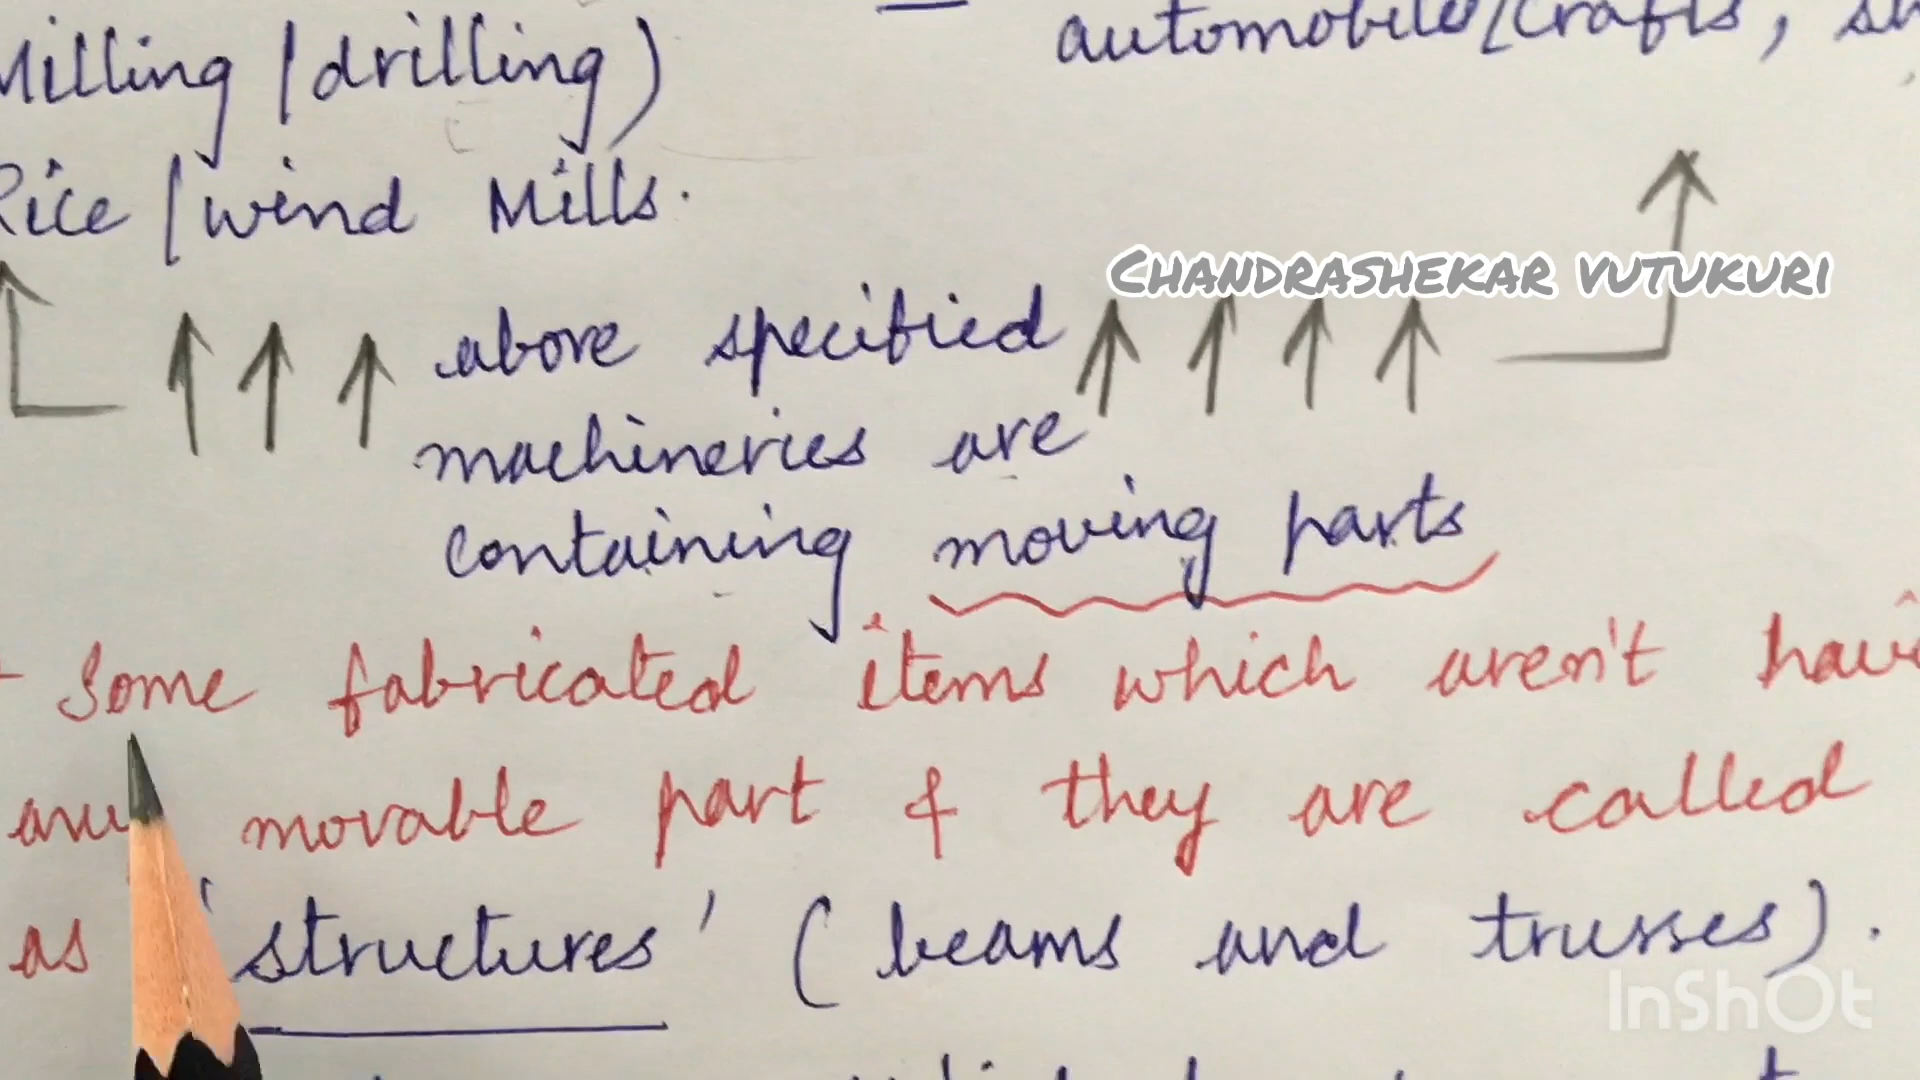 Milling / drilling)
automobile/crafts,
Rice / wind Mills.
CHANDRASHEKAR VUTUKURI
above specified
machineries are
containing moving parts
Some fabricated items which aren't
movable part & they are called
as 'structures' (beams and trusses).
InShOt